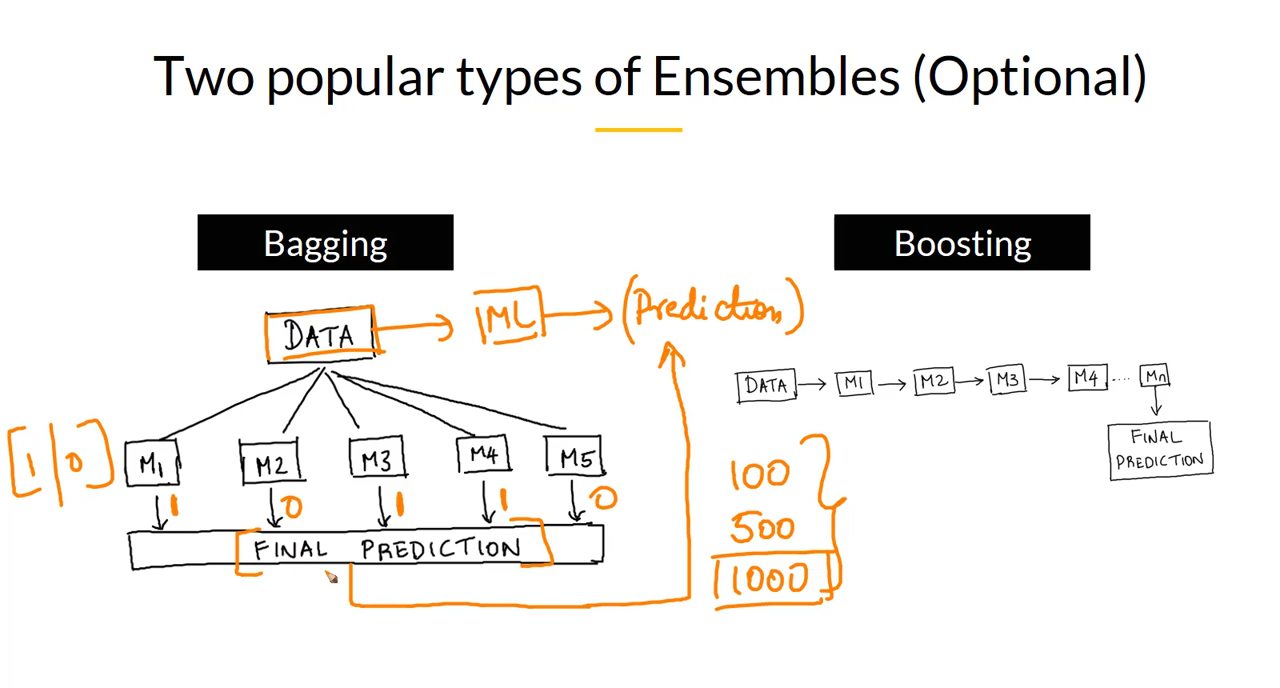 Two popular types of Ensembles (Optional)
Bagging
Boosting
DATA
ML
(Prediction)
[1|0]
M1
M2
M3
M4
M5
1
0
1
1
0
FINAL PREDICTION
100
500
1000
DATA
M1
M2
M3
M4
....
Mn
FINAL
PREDICTION